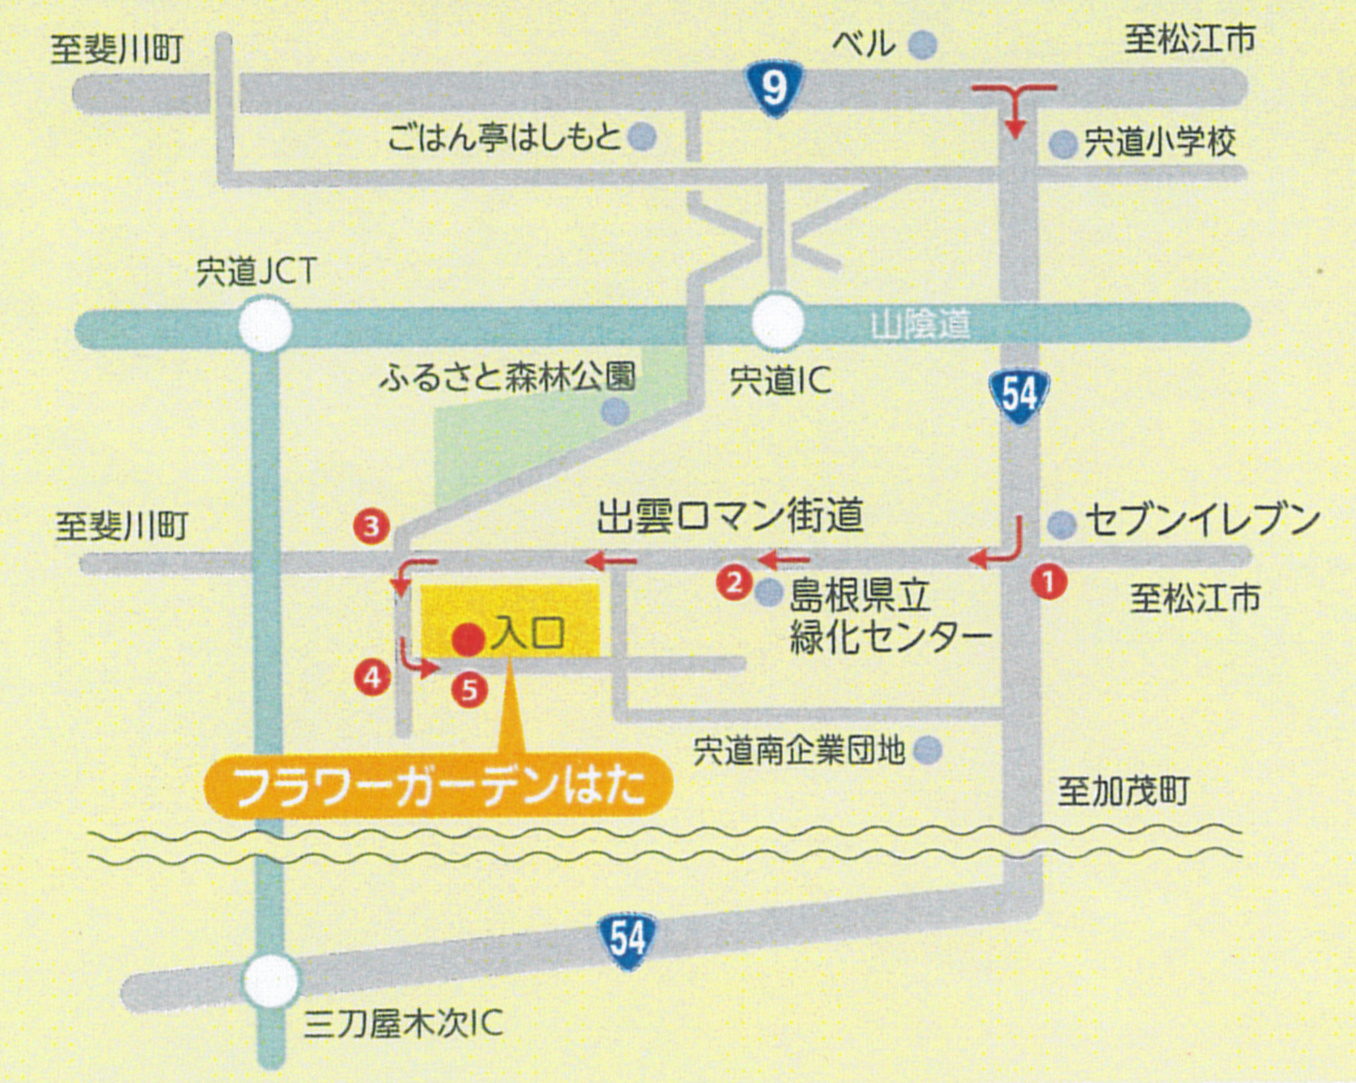 至斐川町
ベル
至松江市
9
ごはん亭はしもと
宍道小学校
宍道JCT
山陰道
ふるさと森林公園
宍道IC
54
至斐川町
3
出雲ロマン街道
セブンイレブン
2
1
島根県立
緑化センター
至松江市
入口
4
5
宍道南企業団地
フラワーガーデンはた
至加茂町
54
三刀屋木次IC